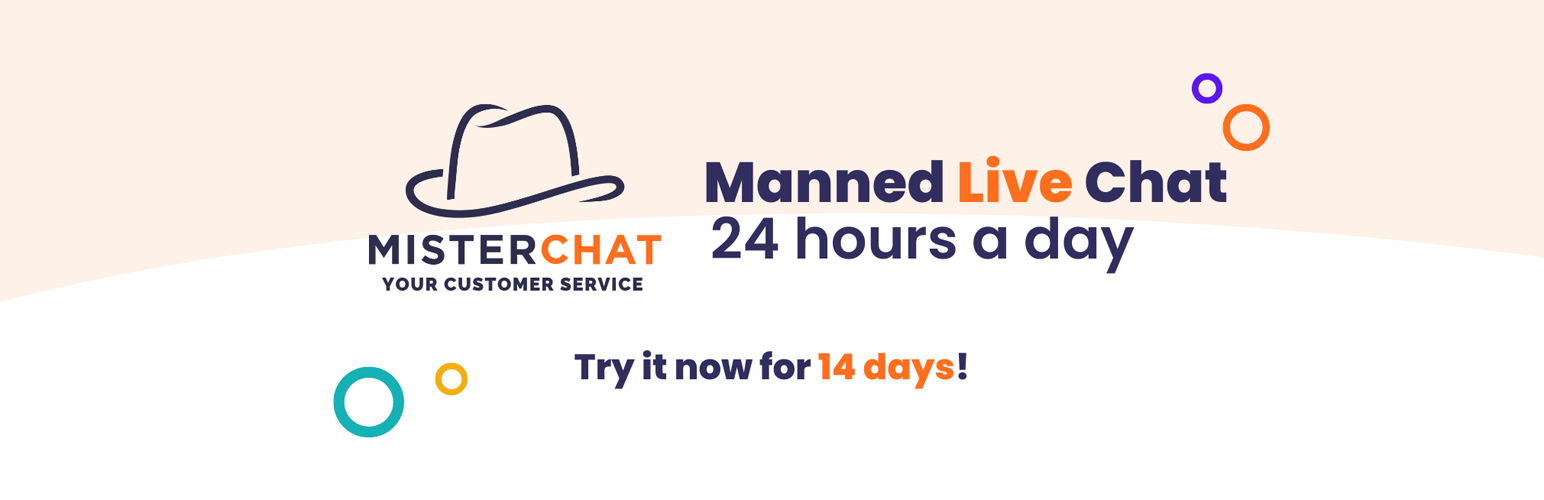 MISTERCHAT
YOUR CUSTOMER SERVICE
Manned Live Chat
24 hours a day
Try it now for 14 days!